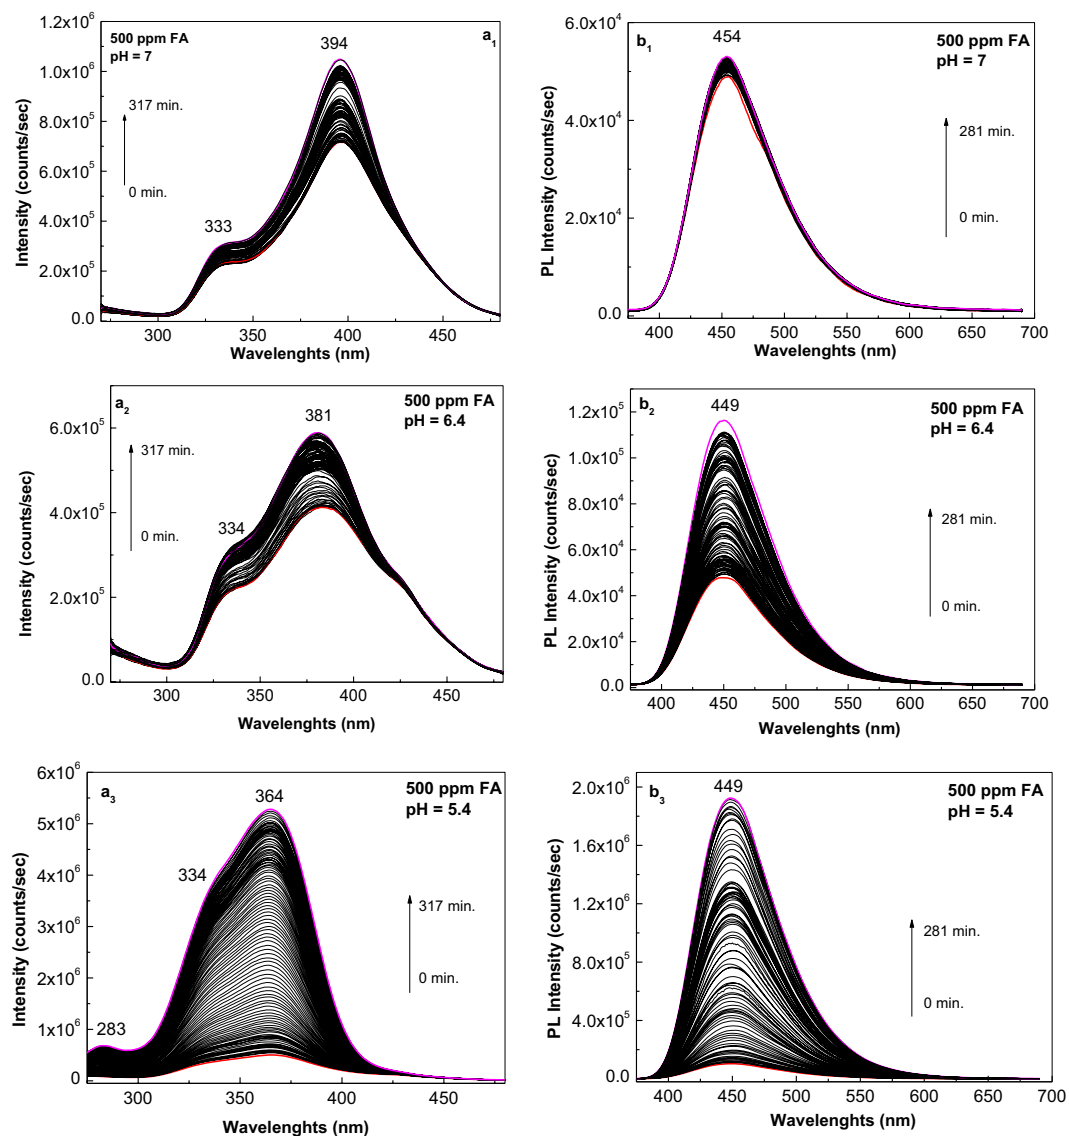 500 ppm FA
pH = 7
a1
394
317 min.
0 min.
333
1.2x10^6
1.0x10^6
8.0x10^5
6.0x10^5
4.0x10^5
2.0x10^5
0.0
300 350 400 450
Intensity (counts/sec)
Wavelenghts (nm)
b1
454
500 ppm FA
pH = 7
281 min.
0 min.
6.0x10^4
4.0x10^4
2.0x10^4
0.0
400 450 500 550 600 650 700
PL Intensity (counts/sec)
Wavelenghts (nm)
a2
381
500 ppm FA
pH = 6.4
317 min.
0 min.
334
6.0x10^5
4.0x10^5
2.0x10^5
0.0
300 350 400 450
Intensity (counts/sec)
Wavelenghts (nm)
b2
449
500 ppm FA
pH = 6.4
281 min.
0 min.
1.2x10^5
1.0x10^5
8.0x10^4
6.0x10^4
4.0x10^4
2.0x10^4
0.0
400 450 500 550 600 650 700
PL Intensity (counts/sec)
Wavelenghts (nm)
a3
364
500 ppm FA
pH = 5.4
334
317 min.
0 min.
283
6x10^6
5x10^6
4x10^6
3x10^6
2x10^6
1x10^6
0
300 350 400 450
Intensity (counts/sec)
Wavelenghts (nm)
b3
449
500 ppm FA
pH = 5.4
281 min.
0 min.
2.0x10^6
1.6x10^6
1.2x10^6
8.0x10^5
4.0x10^5
0.0
400 450 500 550 600 650 700
PL Intensity (counts/sec)
Wavelenghts (nm)